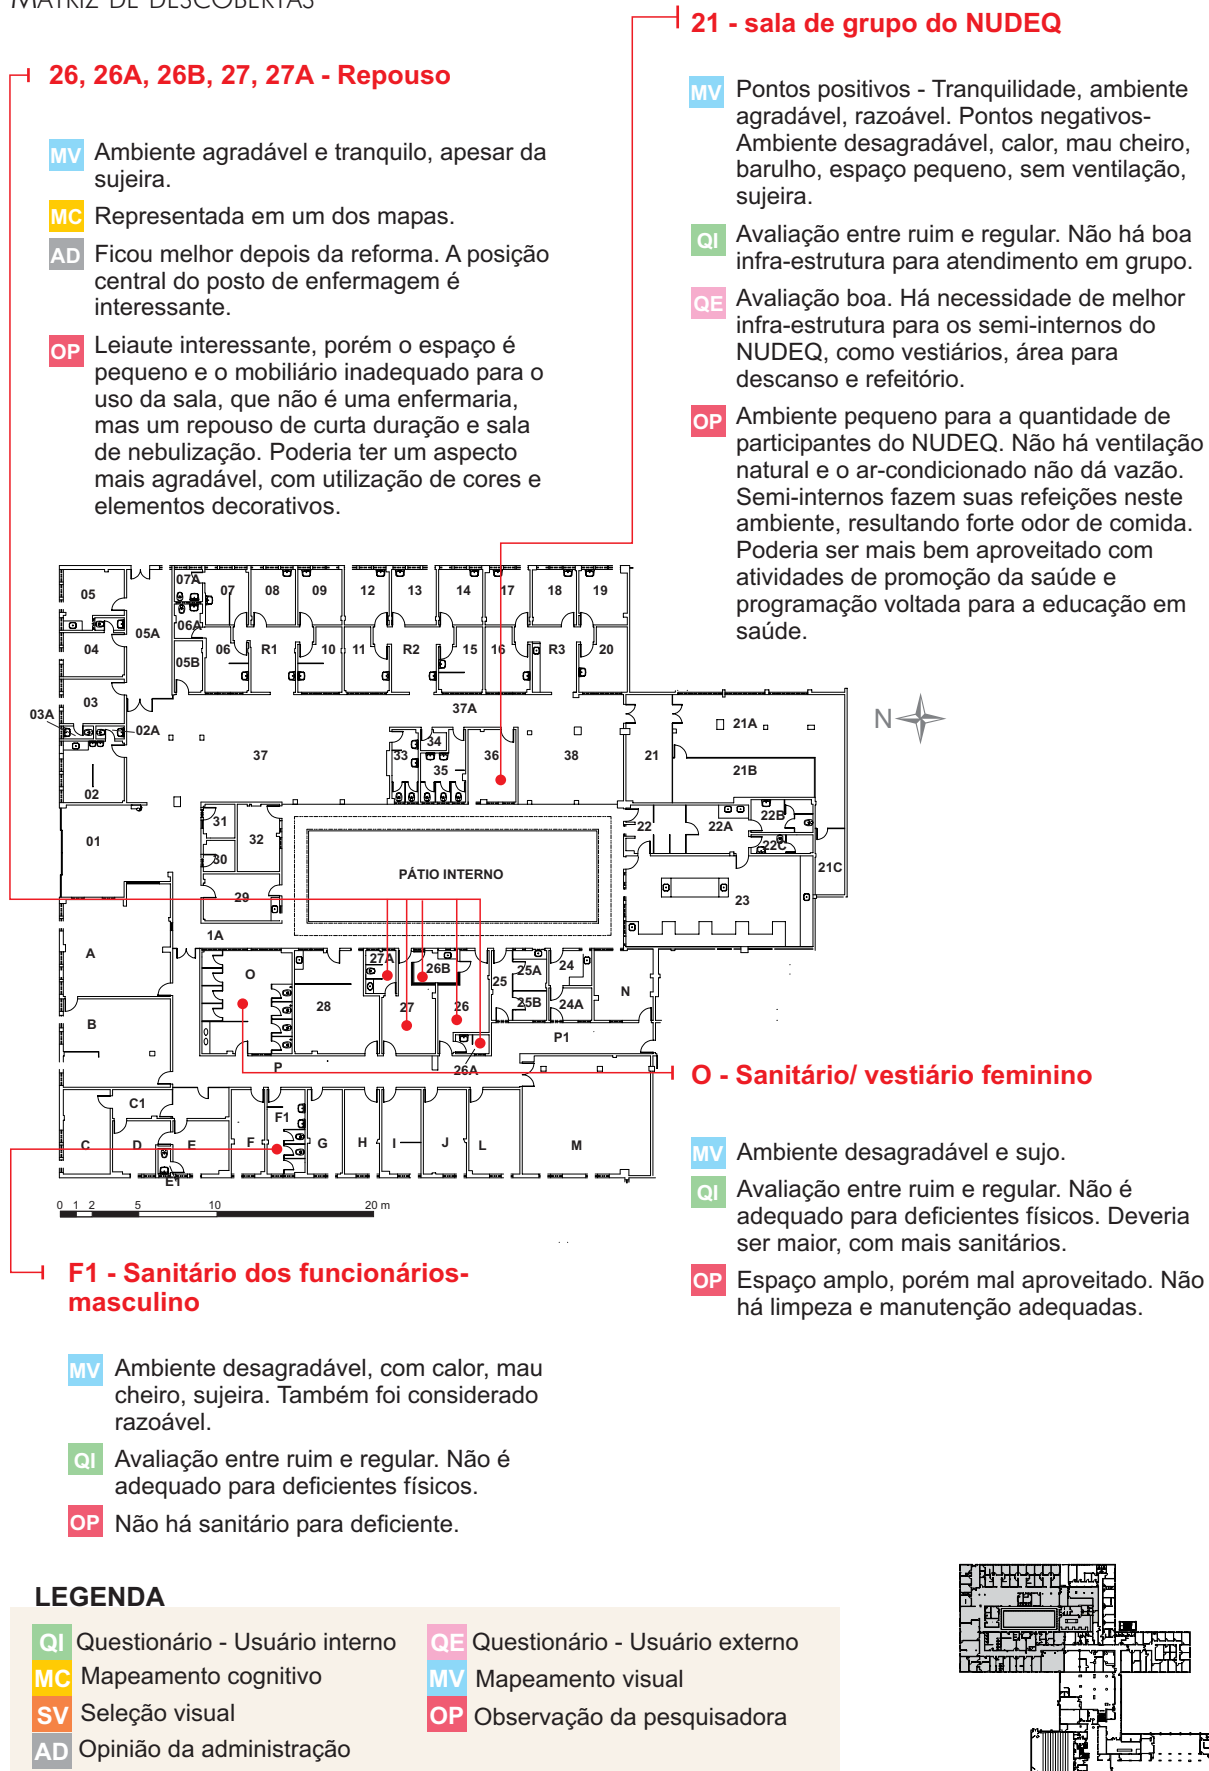 MATRIZ DE DESCOBERTAS
21 - sala de grupo do NUDEQ
MV Pontos positivos - Tranquilidade, ambiente
agradável, razoável. Pontos negativos-
Ambiente desagradável, calor, mau cheiro,
barulho, espaço pequeno, sem ventilação,
sujeira.
QI Avaliação entre ruim e regular. Não há boa
infra-estrutura para atendimento em grupo.
QE Avaliação boa. Há necessidade de melhor
infra-estrutura para os semi-internos do
NUDEQ, como vestiários, área para
descanso e refeitório.
OP Ambiente pequeno para a quantidade de
participantes do NUDEQ. Não há ventilação
natural e o ar-condicionado não dá vazão.
Semi-internos fazem suas refeições neste
ambiente, resultando forte odor de comida.
Poderia ser mais bem aproveitado com
atividades de promoção da saúde e
programação voltada para a educação em
saúde.
26, 26A, 26B, 27, 27A - Repouso
MV Ambiente agradável e tranquilo, apesar da
sujeira.
MC Representada em um dos mapas.
AD Ficou melhor depois da reforma. A posição
central do posto de enfermagem é
interessante.
OP Leiaute interessante, porém o espaço é
pequeno e o mobiliário inadequado para o
uso da sala, que não é uma enfermaria,
mas um repouso de curta duração e sala
de nebulização. Poderia ter um aspecto
mais agradável, com utilização de cores e
elementos decorativos.
05 07A 07 08 09 12 13 14 17 18 19
05A 06A
04 05B 06 R1 10 11 R2 15 16 R3 20
03 37A
03A 02A 21A N
37 33 34 35 36 38 21
02 21B
01 31 32 22 22A 22B
30 22C
PÁTIO INTERNO
21C
29 23
1A
A O 27A 26B 25A 24 N
25
28 27 26 25B 24A
B P1
P 26A
C1 F1
C D E F G H I J L M
E1
0 1 2 5 10 20 m
O - Sanitário/ vestiário feminino
MV Ambiente desagradável e sujo.
QI Avaliação entre ruim e regular. Não é
adequado para deficientes físicos. Deveria
ser maior, com mais sanitários.
OP Espaço amplo, porém mal aproveitado. Não
há limpeza e manutenção adequadas.
F1 - Sanitário dos funcionários-
masculino
MV Ambiente desagradável, com calor, mau
cheiro, sujeira. Também foi considerado
razoável.
QI Avaliação entre ruim e regular. Não é
adequado para deficientes físicos.
OP Não há sanitário para deficiente.
LEGENDA
QI Questionário - Usuário interno
MC Mapeamento cognitivo
SV Seleção visual
AD Opinião da administração
QE Questionário - Usuário externo
MV Mapeamento visual
OP Observação da pesquisadora